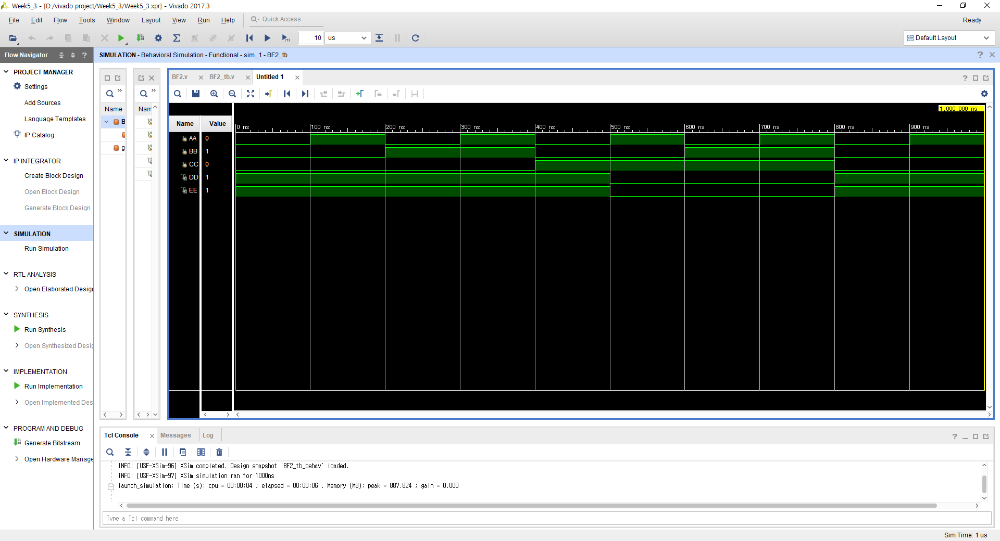 Week5_3 - [D:/vivado project/Week5_3/Week5_3.xpr] - Vivado 2017.3
File Edit Flow Tools Window Layout View Run Help
Quick Access
Ready
10 us
Default Layout
Flow Navigator
SIMULATION - Behavioral Simulation - Functional - sim_1 - BF2_tb
PROJECT MANAGER
Settings
Add Sources
Language Templates
IP Catalog
IP INTEGRATOR
Create Block Design
Open Block Design
Generate Block Design
SIMULATION
Run Simulation
RTL ANALYSIS
Open Elaborated Design
SYNTHESIS
Run Synthesis
Open Synthesized Desig
IMPLEMENTATION
Run Implementation
Open Implemented Des
PROGRAM AND DEBUG
Generate Bitstream
Open Hardware Manage
Name
B
g
Nam
BF2.v BF2_tb.v Untitled 1
1,000,000 ns
Name Value
0 ns 100 ns 200 ns 300 ns 400 ns 500 ns 600 ns 700 ns 800 ns 900 ns
AA 0
BB 1
CC 0
DD 1
EE 1
Tcl Console Messages Log
INFO: [USF-XSim-96] XSim completed. Design snapshot 'BF2_tb_behav' loaded.
INFO: [USF-XSim-97] XSim simulation ran for 1000ns
launch_simulation: Time (s): cpu = 00:00:04 ; elapsed = 00:00:06 . Memory (MB): peak = 887.824 ; gain = 0.000
Type a Tcl command here
Sim Time: 1 us